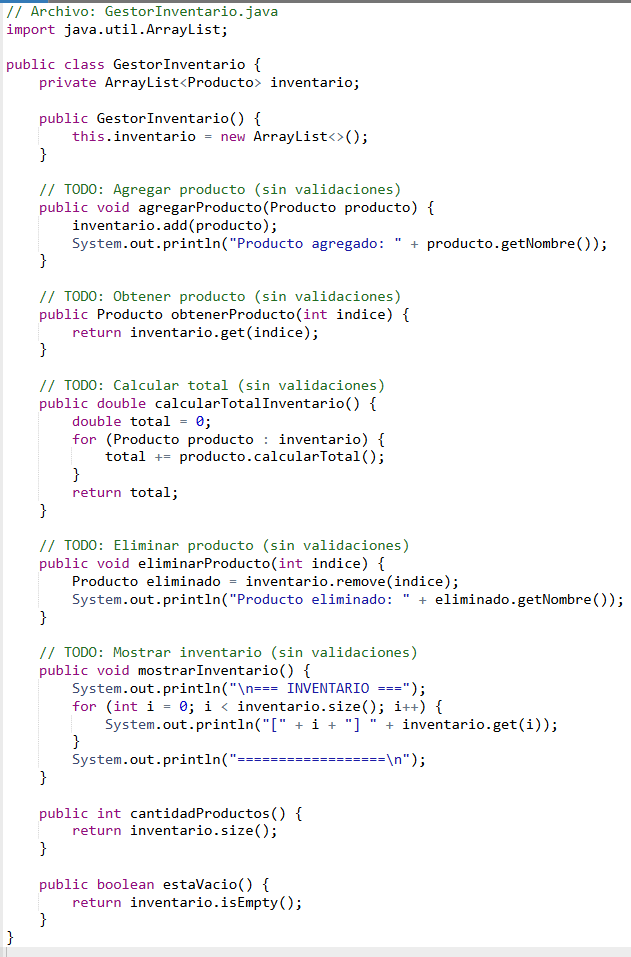 // Archivo: GestorInventario.java
import java.util.ArrayList;

public class GestorInventario {
    private ArrayList<Producto> inventario;

    public GestorInventario() {
        this.inventario = new ArrayList<>();
    }

    // TODO: Agregar producto (sin validaciones)
    public void agregarProducto(Producto producto) {
        inventario.add(producto);
        System.out.println("Producto agregado: " + producto.getNombre());
    }

    // TODO: Obtener producto (sin validaciones)
    public Producto obtenerProducto(int indice) {
        return inventario.get(indice);
    }

    // TODO: Calcular total (sin validaciones)
    public double calcularTotalInventario() {
        double total = 0;
        for (Producto producto : inventario) {
            total += producto.calcularTotal();
        }
        return total;
    }

    // TODO: Eliminar producto (sin validaciones)
    public void eliminarProducto(int indice) {
        Producto eliminado = inventario.remove(indice);
        System.out.println("Producto eliminado: " + eliminado.getNombre());
    }

    // TODO: Mostrar inventario (sin validaciones)
    public void mostrarInventario() {
        System.out.println("\n=== INVENTARIO ===");
        for (int i = 0; i < inventario.size(); i++) {
            System.out.println("[" + i + "] " + inventario.get(i));
        }
        System.out.println("==================\n");
    }

    public int cantidadProductos() {
        return inventario.size();
    }

    public boolean estaVacio() {
        return inventario.isEmpty();
    }
}